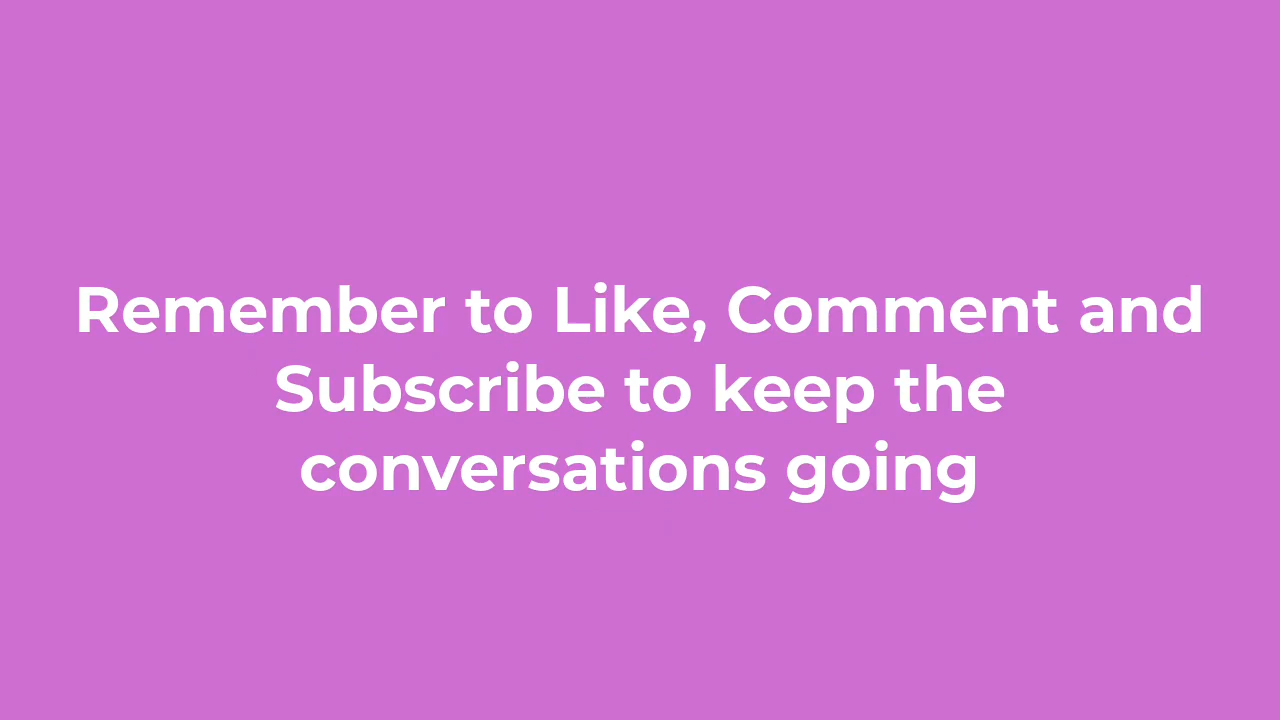 Remember to Like, Comment and
Subscribe to keep the
conversations going